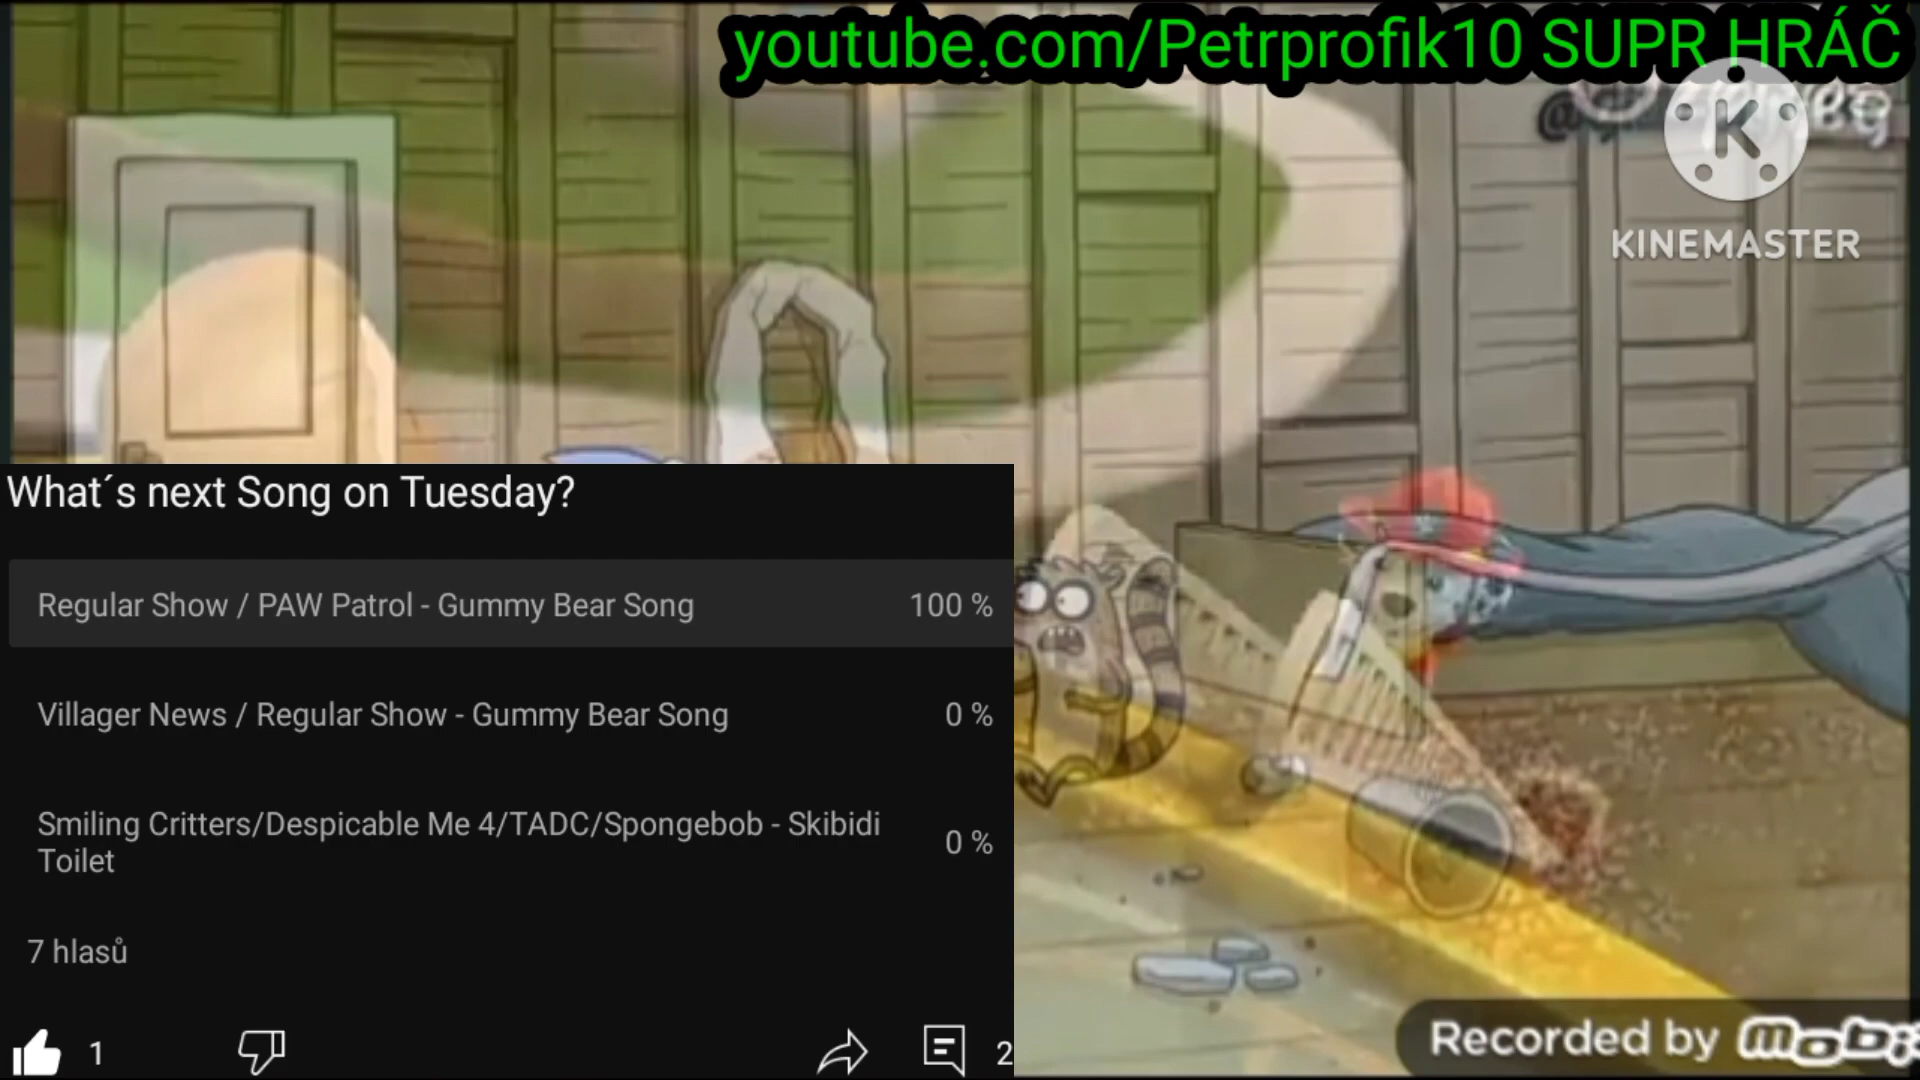 youtube.com/Petrprofik10 SUPR HRÁČ
KINEMASTER
What´s next Song on Tuesday?
Regular Show / PAW Patrol - Gummy Bear Song 100 %
Villager News / Regular Show - Gummy Bear Song 0 %
Smiling Critters/Despicable Me 4/TADC/Spongebob - Skibidi
Toilet 0 %
7 hlasů
1 2
Recorded by